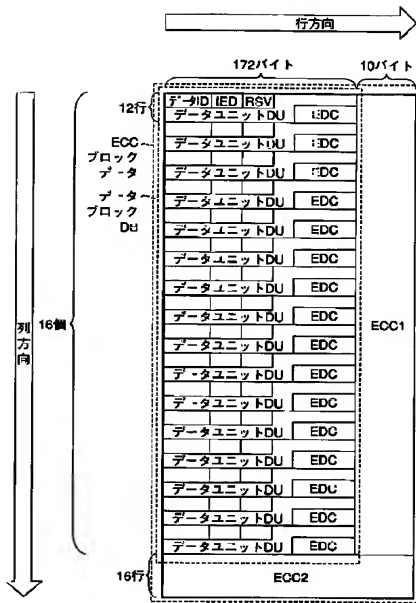 行方向
172バイト 10バイト
データID IED RSV
12行
データユニットDU EDC
ECC
ブロック
データ
データユニットDU EDC
データユニットDU EDC
データ
ブロック
DU
データユニットDU EDC
データユニットDU EDC
データユニットDU EDC
データユニットDU EDC
データユニットDU EDC
列方向
16個
ECC1
データユニットDU EDC
データユニットDU EDC
データユニットDU EDC
データユニットDU EDC
データユニットDU EDC
データユニットDU EDC
データユニットDU EDC
データユニットDU EDC
16行
ECC2